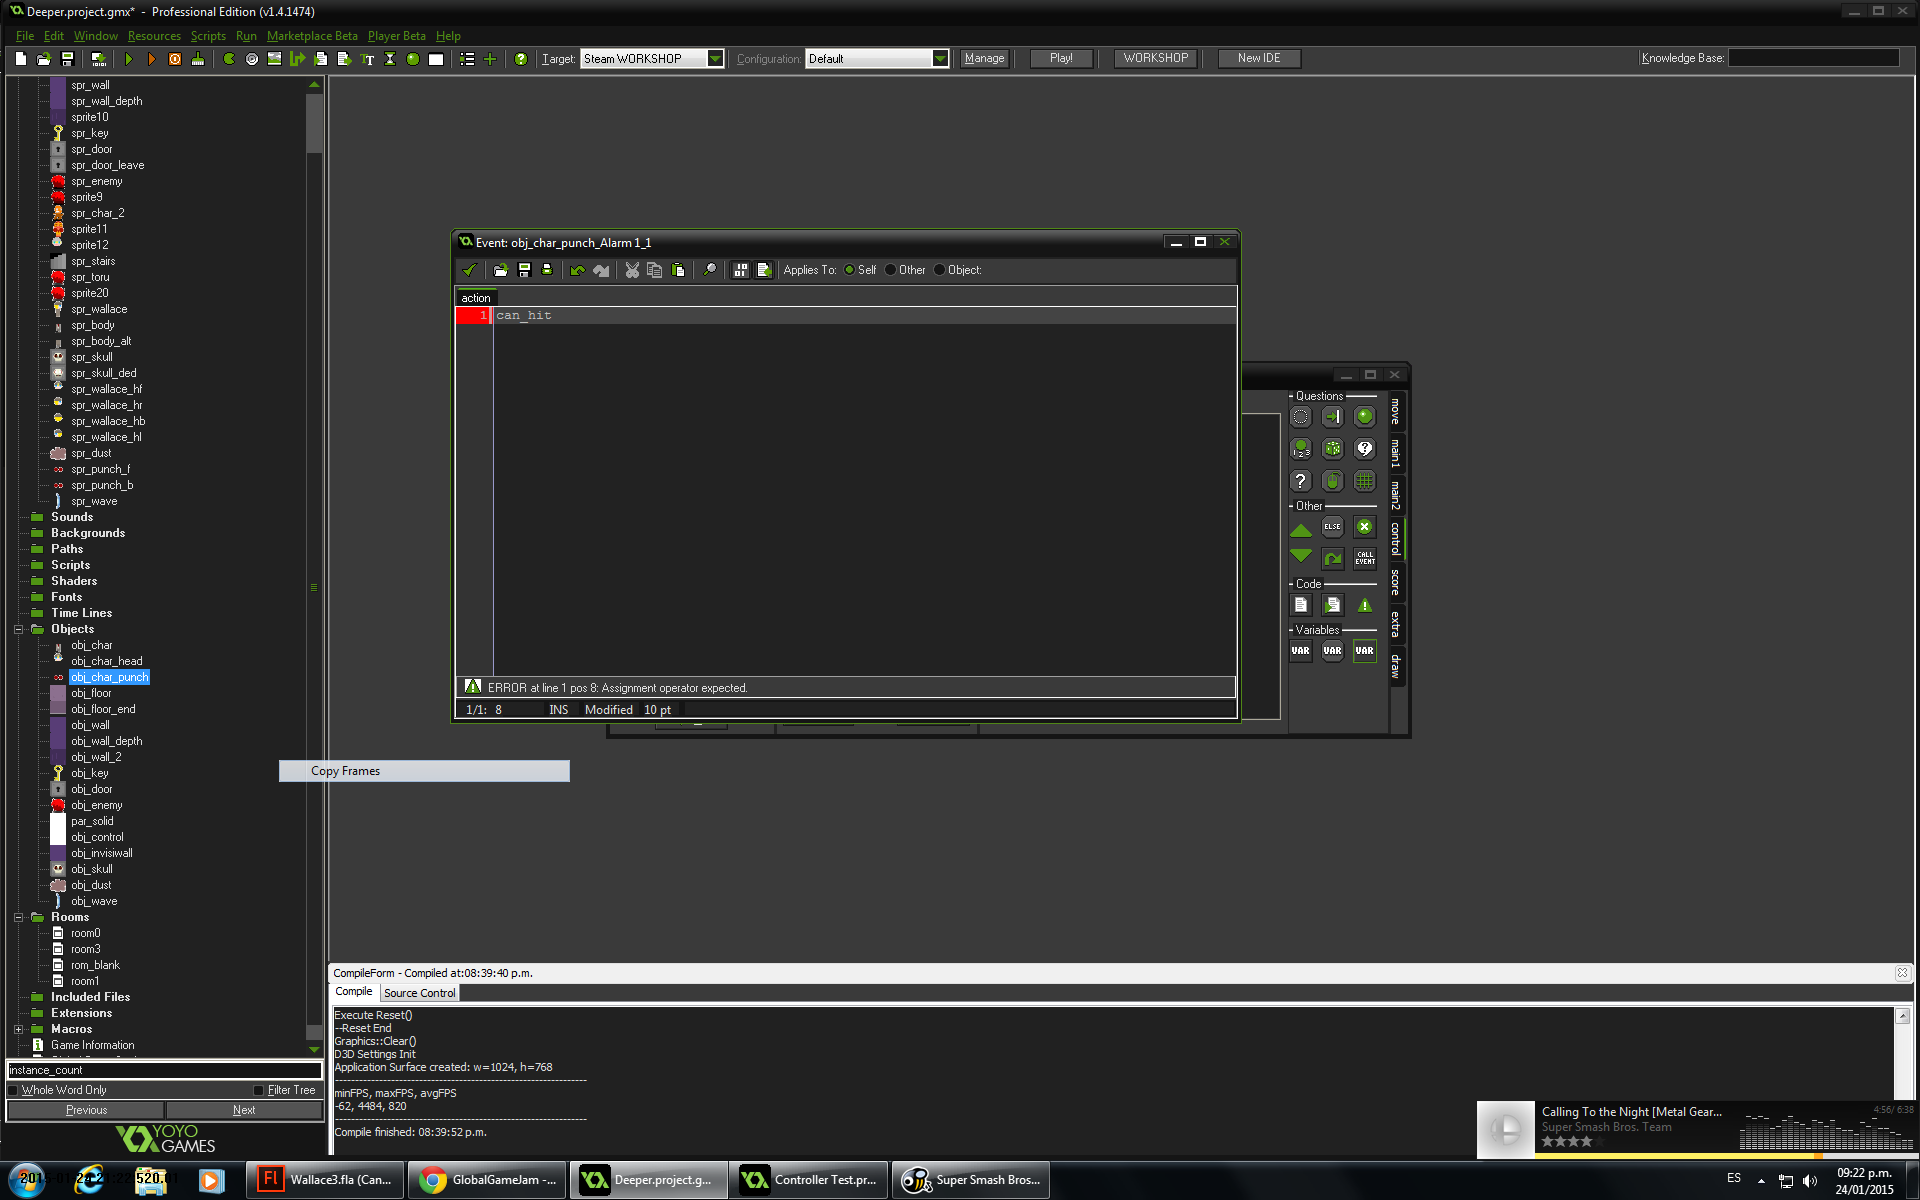 Deeper.project.gmx*  -  Professional Edition (v1.4.1474)
File Edit Window Resources Scripts Run Marketplace Beta Player Beta Help
Target: Steam WORKSHOP Configuration: Default Manage Play! WORKSHOP New IDE Knowledge Base:
spr_wall
spr_wall_depth
sprite10
spr_key
spr_door
spr_door_leave
spr_enemy
sprite9
spr_char_2
sprite11
sprite12
spr_stairs
spr_toru
sprite20
spr_wallace
spr_body
spr_body_alt
spr_skull
spr_skull_ded
spr_wallace_hf
spr_wallace_hr
spr_wallace_hb
spr_wallace_hl
spr_dust
spr_punch_f
spr_punch_b
spr_wave
Sounds
Backgrounds
Paths
Scripts
Shaders
Fonts
Time Lines
Objects
obj_char
obj_char_head
obj_char_punch
obj_floor
obj_floor_end
obj_wall
obj_wall_depth
obj_wall_2
obj_key
obj_door
obj_enemy
par_solid
obj_control
obj_invisiwall
obj_skull
obj_dust
obj_wave
Rooms
room0
room3
rom_blank
room1
Included Files
Extensions
Macros
Game Information
instance_count
Whole Word Only Filter Tree
Previous Next
YOYO
GAMES
Event: obj_char_punch_Alarm 1_1
Applies To: Self Other Object:
action
1 can_hit
ERROR at line 1 pos 8: Assignment operator expected.
1/1: 8 INS Modified 10 pt
Questions
1 2 3
?
Other
ELSE
CALL
EVENT
Code
Variables
VAR VAR VAR
move
main1
main2
control
score
extra
draw
Copy Frames
CompileForm - Compiled at:08:39:40 p.m.
Compile Source Control
Execute Reset()
--Reset End
Graphics::Clear()
D3D Settings Init
Application Surface created: w=1024, h=768
minFPS, maxFPS, avgFPS
-62, 4484, 820
Compile finished: 08:39:52 p.m.
Calling To the Night [Metal Gear... 4:56/ 6:38
Super Smash Bros. Team
Wallace3.fla (Can...
GlobalGameJam -...
Deeper.project.g...
Controller Test.pr...
Super Smash Bros...
ES
09:22 p.m.
24/01/2015